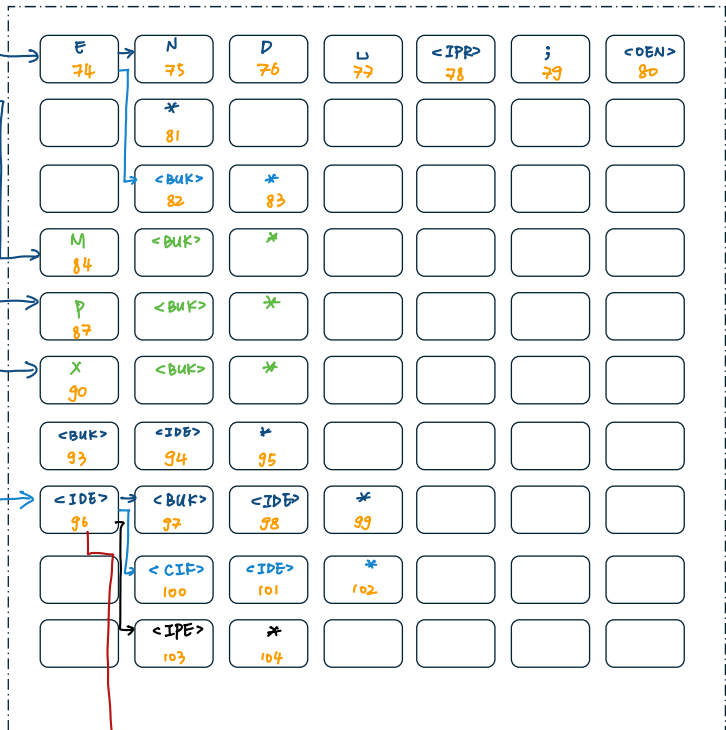 E N D ␣ <IPR> ; <OEN>
74 75 76 77 78 79 80
*
81
<BUK> *
82 83
M <BUK> *
84
P <BUK> *
87
X <BUK> *
90
<BUK> <IDE> *
93 94 95
<IDE> <BUK> <IDE> *
96 97 98 99
<CIF> <IDE> *
100 101 102
<IPE> *
103 104